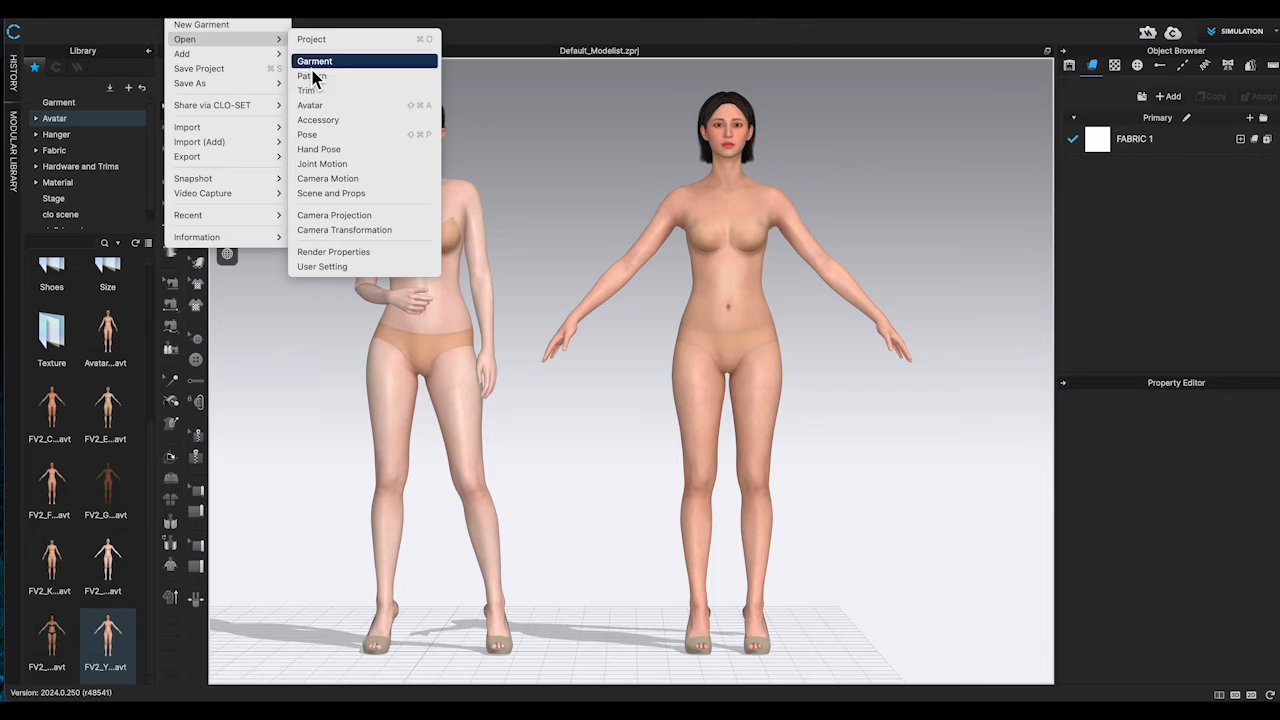 Default_Modelist.zprj
SIMULATION
HISTORY
MODULAR LIBRARY
Library
Garment
Avatar
Hanger
Fabric
Hardware and Trims
Material
Stage
clo scene
Shoes
Size
Texture
Avatar...avt
FV2_C...avt
FV2_E...avt
FV2_F...avt
FV2_G...avt
FV2_K...avt
FV2_...avt
FV2_...avt
FV2_Y...avt
New Garment
Open
Add
Save Project ⌘ S
Save As
Share via CLO-SET
Import
Import (Add)
Export
Snapshot
Video Capture
Recent
Information
Project ⌘ O
Garment
Pattern
Trim
Avatar ⇧ ⌘ A
Accessory
Pose ⇧ ⌘ P
Hand Pose
Joint Motion
Camera Motion
Scene and Props
Camera Projection
Camera Transformation
Render Properties
User Setting
Object Browser
+Add
Copy
Assign
Primary
FABRIC 1
Property Editor
Version: 2024.0.250 (r48541)
3D
2D